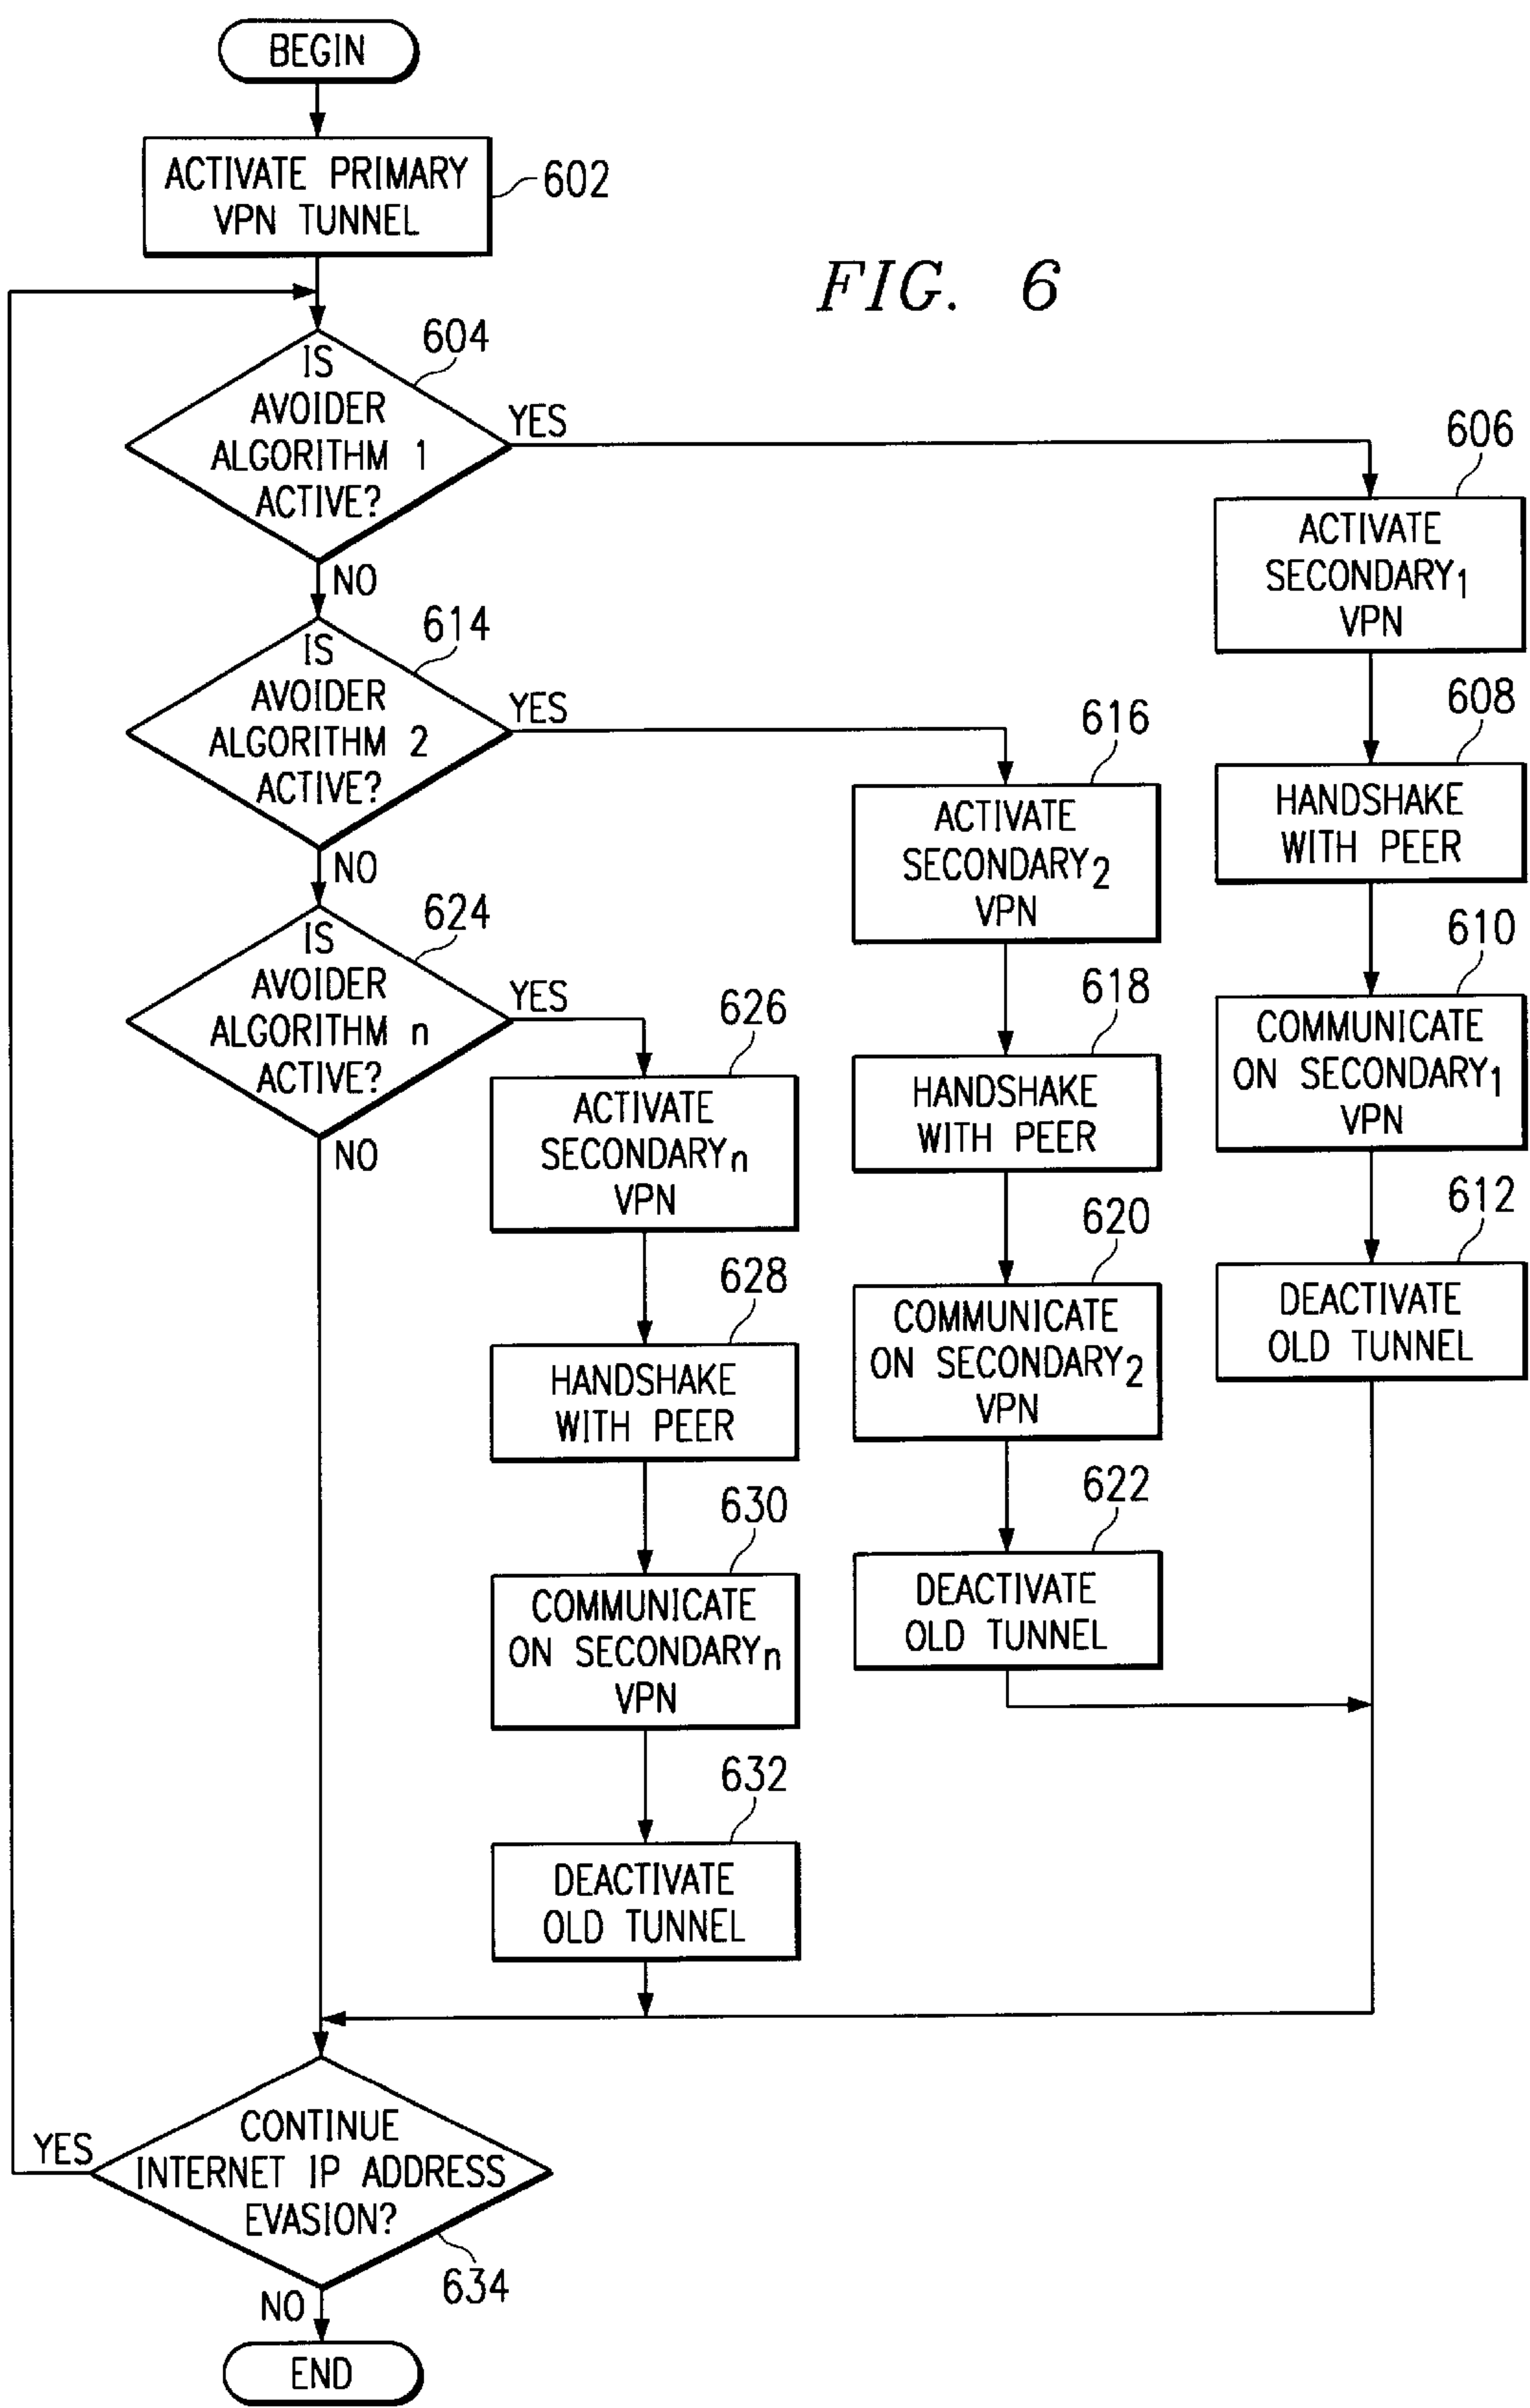 BEGIN
ACTIVATE PRIMARY
VPN TUNNEL
602
FIG. 6
604
IS
AVOIDER
ALGORITHM 1
ACTIVE?
YES
NO
606
ACTIVATE
SECONDARY1
VPN
608
HANDSHAKE
WITH PEER
610
COMMUNICATE
ON SECONDARY1
VPN
612
DEACTIVATE
OLD TUNNEL
614
IS
AVOIDER
ALGORITHM 2
ACTIVE?
YES
NO
616
ACTIVATE
SECONDARY2
VPN
618
HANDSHAKE
WITH PEER
620
COMMUNICATE
ON SECONDARY2
VPN
622
DEACTIVATE
OLD TUNNEL
624
IS
AVOIDER
ALGORITHM n
ACTIVE?
YES
NO
626
ACTIVATE
SECONDARYn
VPN
628
HANDSHAKE
WITH PEER
630
COMMUNICATE
ON SECONDARYn
VPN
632
DEACTIVATE
OLD TUNNEL
CONTINUE
INTERNET IP ADDRESS
EVASION?
YES
634
NO
END